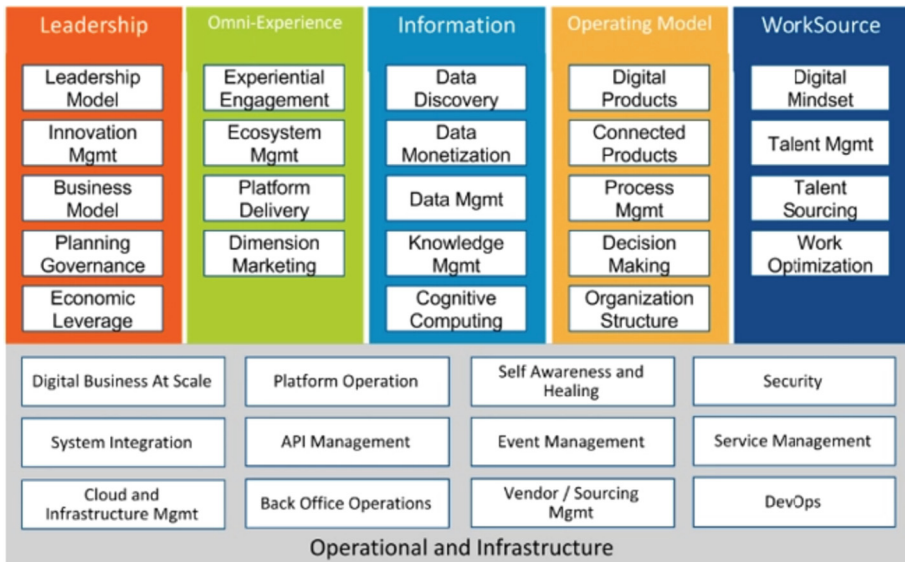 Leadership
Leadership
Model
Innovation
Mgmt
Business
Model
Planning
Governance
Economic
Leverage
Omni-Experience
Experiential
Engagement
Ecosystem
Mgmt
Platform
Delivery
Dimension
Marketing
Information
Data
Discovery
Data
Monetization
Data Mgmt
Knowledge
Mgmt
Cognitive
Computing
Operating Model
Digital
Products
Connected
Products
Process
Mgmt
Decision
Making
Organization
Structure
WorkSource
Digital
Mindset
Talent Mgmt
Talent
Sourcing
Work
Optimization
Digital Business At Scale
Platform Operation
Self Awareness and
Healing
Security
System Integration
API Management
Event Management
Service Management
Cloud and
Infrastructure Mgmt
Back Office Operations
Vendor / Sourcing
Mgmt
DevOps
Operational and Infrastructure